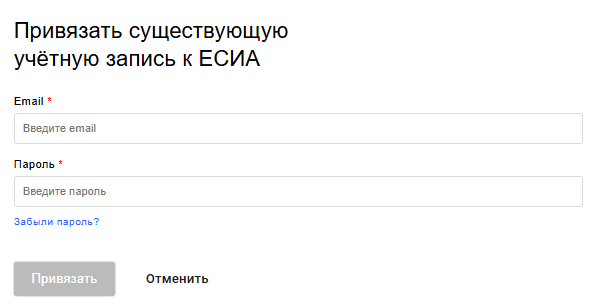 Привязать существующую
учётную запись к ЕСИА
Email *
Введите email
Пароль *
Введите пароль
Забыли пароль?
Привязать Отменить